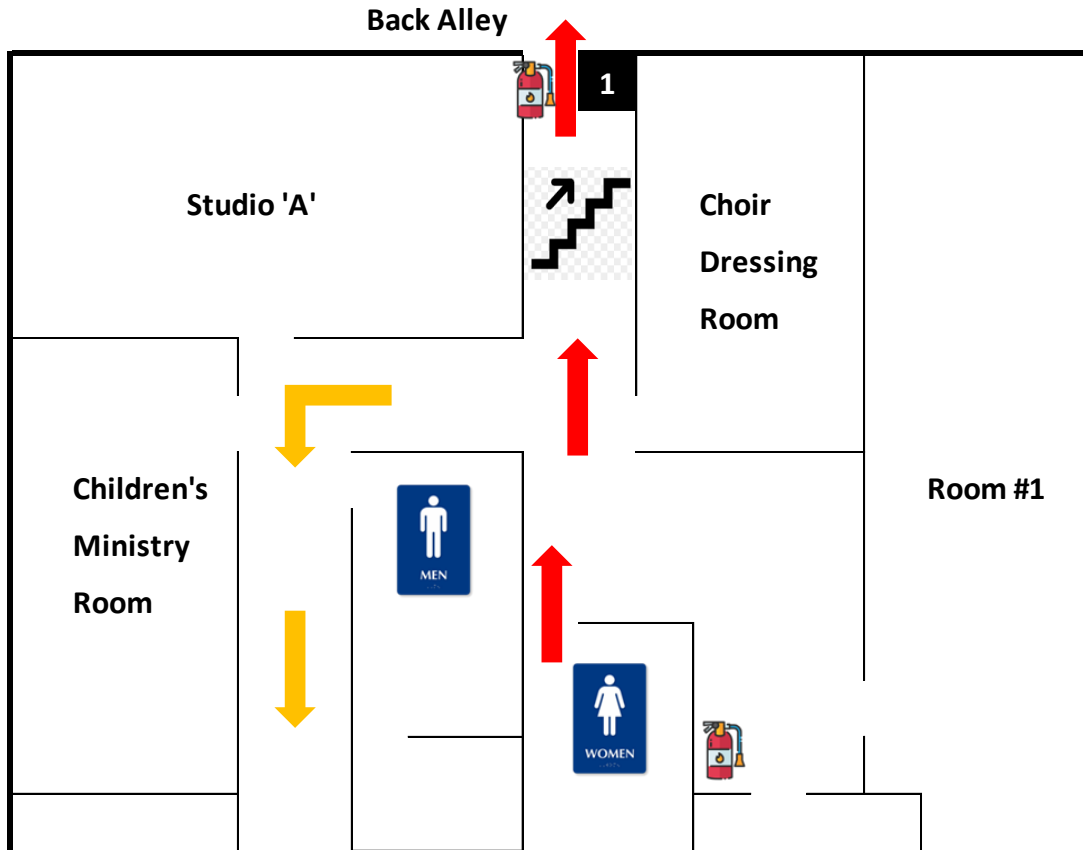 Back Alley
1
Studio 'A'
Choir
Dressing
Room
Children's
Ministry
Room
Room #1
MEN
WOMEN